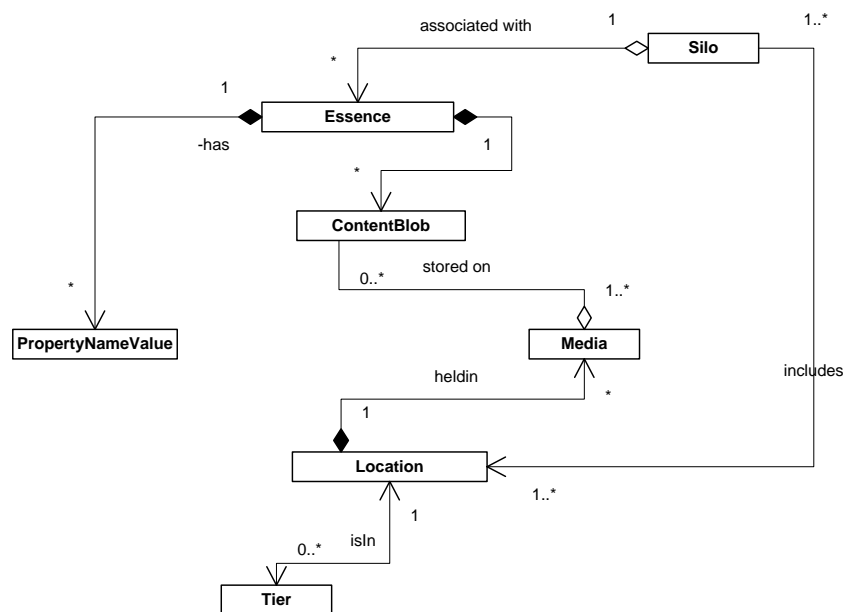 associated with
1
1..*
Silo
*
1
Essence
-has
1
*
ContentBlob
0..*
stored on
*
1..*
PropertyNameValue
Media
heldin
includes
1
*
Location
1..*
1
0..*
isIn
Tier